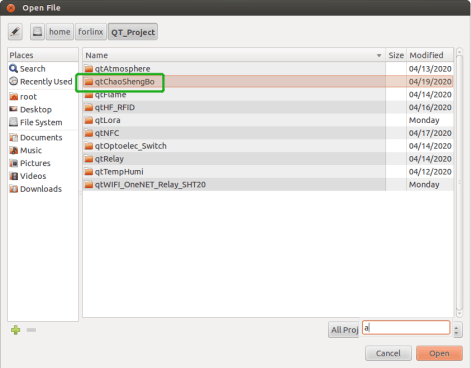 Open File
home forlinx QT_Project
Places Name Size Modified
Search qtAtmosphere 04/13/2020
Recently Used qtChaoShengBo 04/19/2020
root qtFlame 04/14/2020
Desktop qtHF_RFID 04/16/2020
File System qtLora Monday
Documents qtNFC 04/17/2020
Music qtOptoelec_Switch 04/14/2020
Pictures qtRelay 04/14/2020
Videos qtTempHumi 04/12/2020
Downloads qtWIFI_OneNET_Relay_SHT20 Monday
All Proj a
Cancel Open